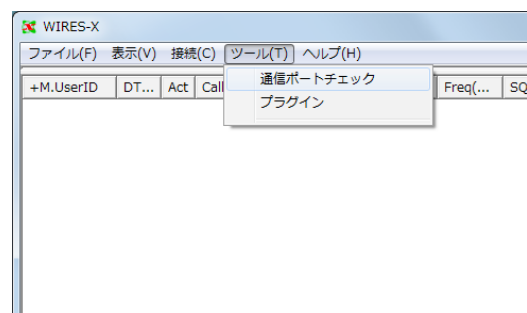 WIRES-X
ファイル(F) 表示(V) 接続(C) ツール(T) ヘルプ(H)
+M.UserID DT... Act Call Freq(... SQ
通信ポートチェック
プラグイン